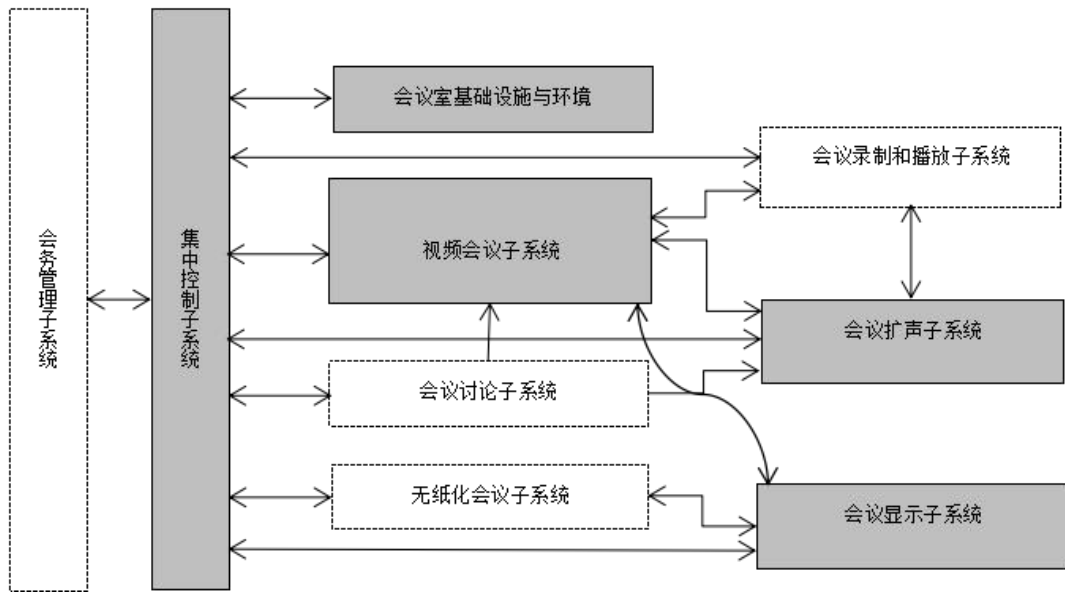 会务管理子系统
集中控制子系统
会议室基础设施与环境
会议录制和播放子系统
视频会议子系统
会议扩声子系统
会议讨论子系统
无纸化会议子系统
会议显示子系统